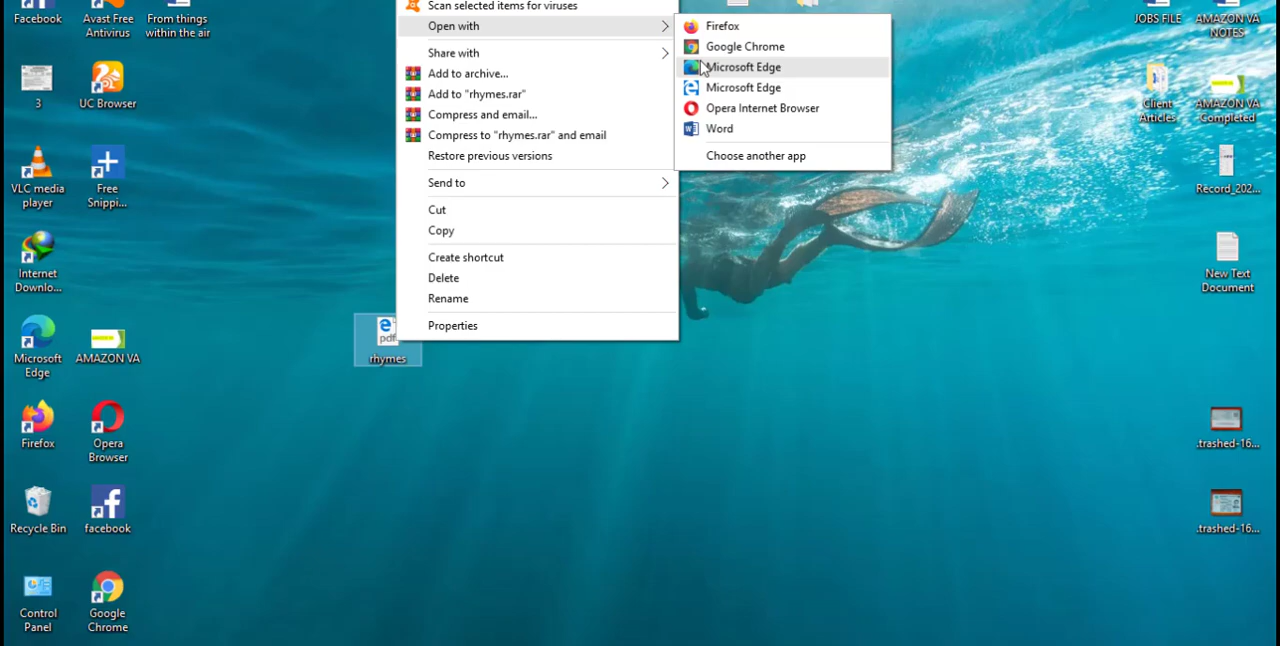 Facebook
Avast Free
Antivirus
From things
within the air
3
UC Browser
VLC media
player
Free
Snippi...
Internet
Downlo...
Microsoft
Edge
AMAZON VA
Firefox
Opera
Browser
Recycle Bin
facebook
Control
Panel
Google
Chrome
Scan selected items for viruses
Open with
Share with
Add to archive...
Add to "rhymes.rar"
Compress and email...
Compress to "rhymes.rar" and email
Restore previous versions
Send to
Cut
Copy
Create shortcut
Delete
Rename
Properties
pdf
rhymes
Firefox
Google Chrome
Microsoft Edge
Microsoft Edge
Opera Internet Browser
Word
Choose another app
JOBS FILE
AMAZON VA
NOTES
Client
Articles
AMAZON VA
Completed
Record_202...
New Text
Document
.trashed-16...
.trashed-16...